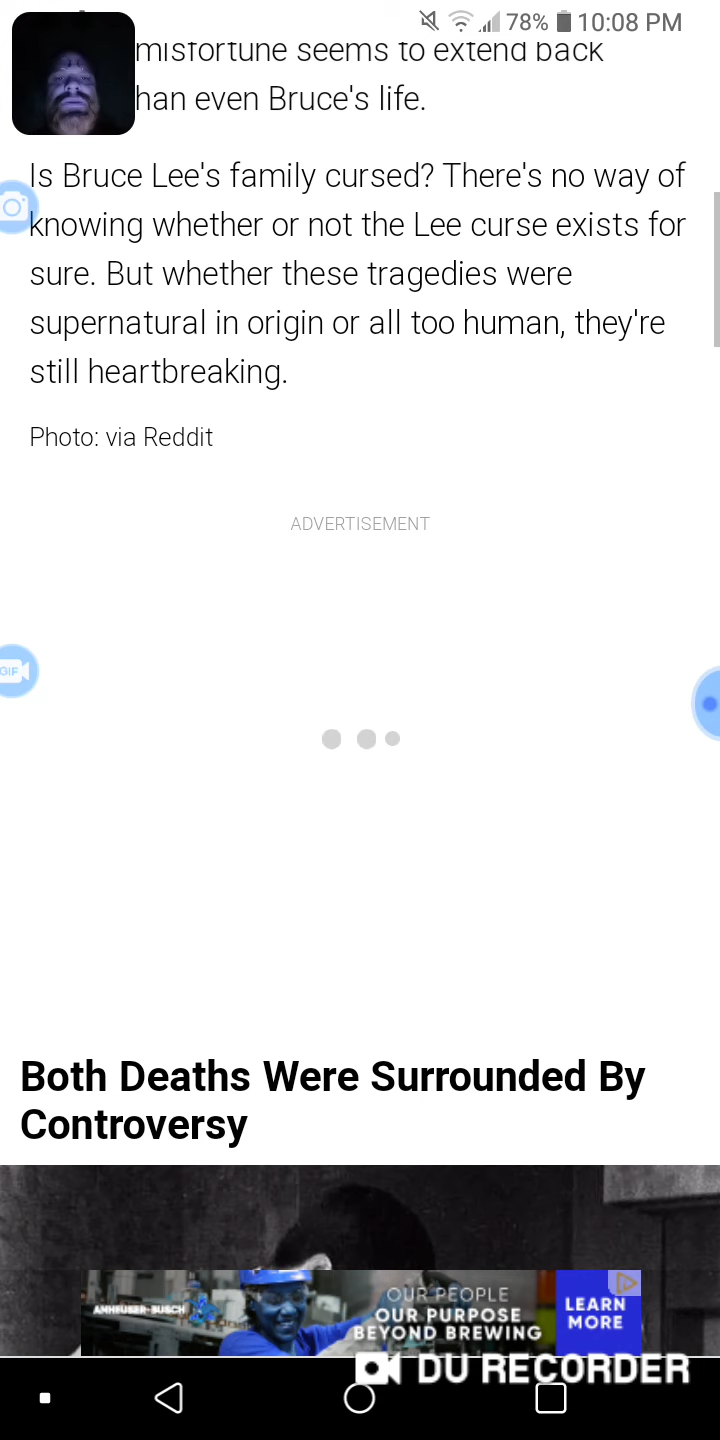 78% 10:08 PM
misfortune seems to extend back
han even Bruce's life.
Is Bruce Lee's family cursed? There's no way of
knowing whether or not the Lee curse exists for
sure. But whether these tragedies were
supernatural in origin or all too human, they're
still heartbreaking.
Photo: via Reddit
ADVERTISEMENT
GIF
Both Deaths Were Surrounded By
Controversy
ANHEUSER-BUSCH
OUR PEOPLE
OUR PURPOSE
BEYOND BREWING
LEARN
MORE
DU RECORDER